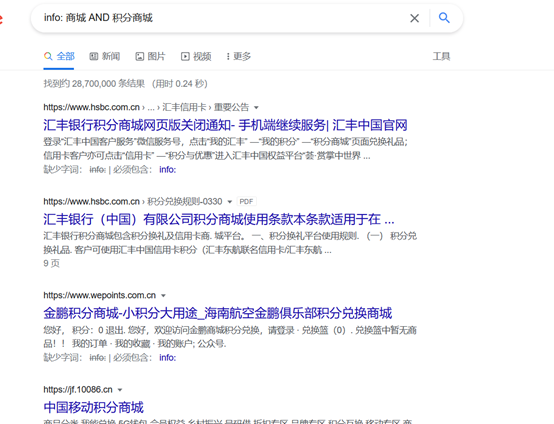 info: 商城 AND 积分商城
全部 新闻 图片 视频 更多 工具
找到约 28,700,000 条结果 （用时 0.24 秒）
https://www.hsbc.com.cn › ... › 汇丰信用卡 › 重要公告
汇丰银行积分商城网页版关闭通知- 手机端继续服务| 汇丰中国官网
登录“汇丰中国客户服务”微信服务号，点击“我的汇丰” —“我的积分” —“积分商城”页面兑换礼品；
信用卡客户亦可点击“信用卡” —“积分与优惠”进入汇丰中国权益平台“荟·赏掌中世界 ...
缺少字词： info: | 必须包含： info:
https://www.hsbc.com.cn › 积分兑换规则-0330 PDF
汇丰银行（中国）有限公司积分商城使用条款本条款适用于在 ...
汇丰银行积分商城包含积分换礼及信用卡商. 城平台。 一、积分换礼平台使用规则. （一） 积分兑
换礼品. 客户可使用汇丰中国信用卡积分（汇丰东航联名信用卡/汇丰东航 ...
9 页
https://www.wepoints.com.cn
金鹏积分商城-小积分大用途_海南航空金鹏俱乐部积分兑换商城
您好， 积分：0 退出. 您好，欢迎访问金鹏商城积分兑换，请登录 · 兑换篮（0）. 兑换篮中暂无商
品！！ 我的订单 · 我的收藏 · 我的账户; 公众号.
缺少字词： info: | 必须包含： info:
https://jf.10086.cn
中国移动积分商城